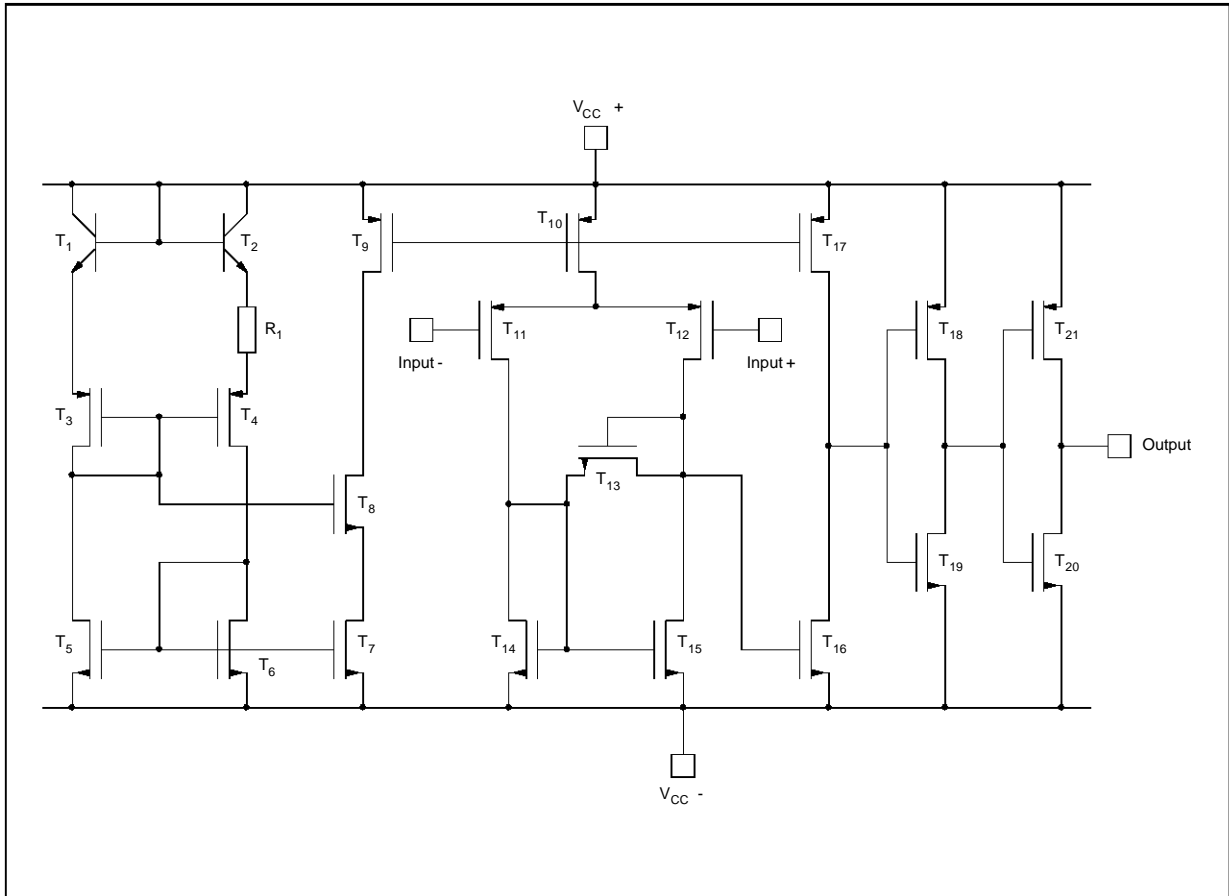 V_CC +
T_1
T_2
T_9
T_10
T_17
R_1
T_11
T_12
T_18
T_21
Input -
Input +
T_3
T_4
Output
T_13
T_8
T_19
T_20
T_5
T_6
T_7
T_14
T_15
T_16
V_CC -